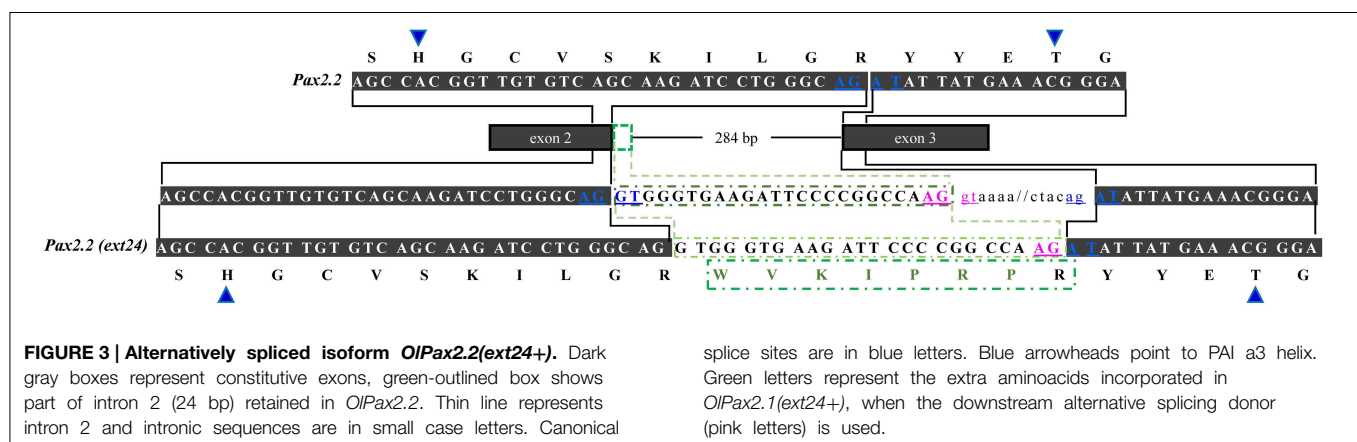 S H G C V S K I L G R Y Y E T G
Pax2.2 AGC CAC GGT TGT GTC AGC AAG ATC CTG GGC AG A T AT TAT GAA ACG GGA
exon 2 284 bp exon 3
AGCCACGGTTGTGTCAGCAAGATCCTGGGCAG GTGGGTGAAGATTCCCCGGCCAAG gtaaaa//ctacag ATATTATGAAACGGGA
Pax2.2 (ext24) AGC CAC GGT TGT GTC AGC AAG ATC CTG GGC AG G TGG GTG AAG ATT CCC CGG CCA AG A T AT TAT GAA ACG GGA
S H G C V S K I L G R W V K I P R P R Y Y E T G
FIGURE 3 | Alternatively spliced isoform OlPax2.2(ext24+). Dark
gray boxes represent constitutive exons, green-outlined box shows
part of intron 2 (24 bp) retained in OlPax2.2. Thin line represents
intron 2 and intronic sequences are in small case letters. Canonical
splice sites are in blue letters. Blue arrowheads point to PAI a3 helix.
Green letters represent the extra aminoacids incorporated in
OlPax2.1(ext24+), when the downstream alternative splicing donor
(pink letters) is used.